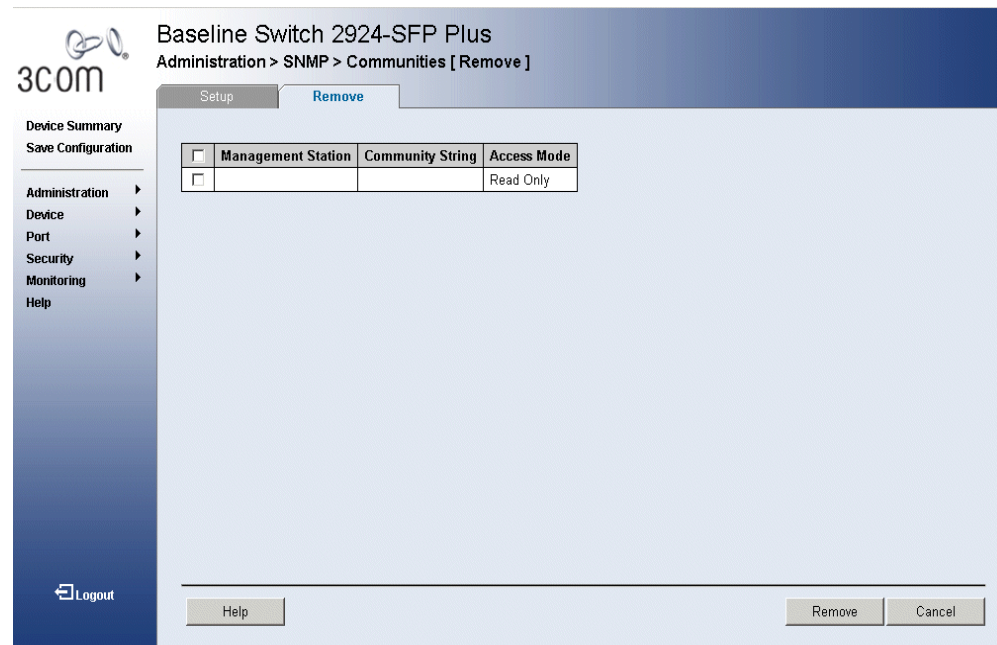 3com
Baseline Switch 2924-SFP Plus
Administration > SNMP > Communities [ Remove ]
Setup Remove
Device Summary
Save Configuration
Administration
Device
Port
Security
Monitoring
Help
Logout
Management Station Community String Access Mode
Read Only
Help Remove Cancel